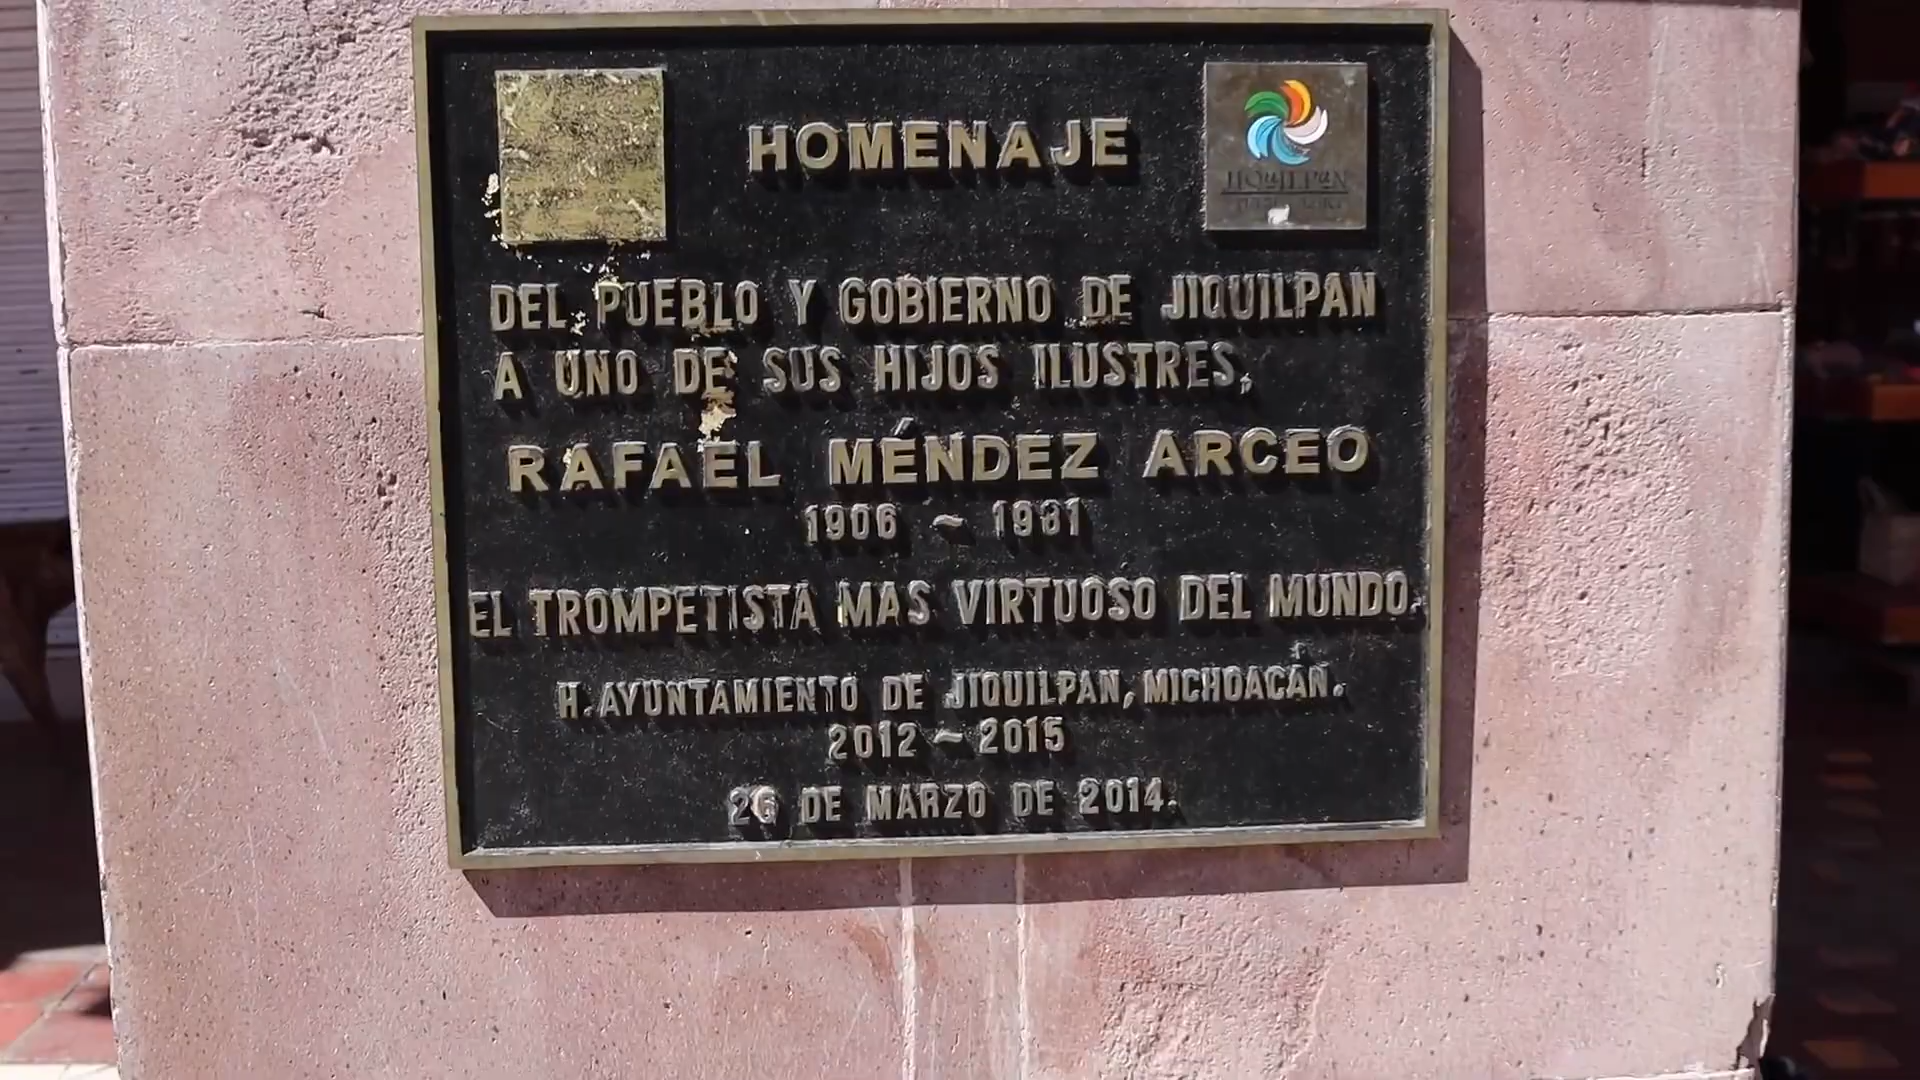 HOMENAJE
JIQUILPAN
DEL PUEBLO Y GOBIERNO DE JIQUILPAN
A UNO DE SUS HIJOS ILUSTRES,
RAFAEL MÉNDEZ ARCEO
1906 ~ 1981
EL TROMPETISTA MAS VIRTUOSO DEL MUNDO.
H. AYUNTAMIENTO DE JIQUILPAN, MICHOACÁN.
2012 ~ 2015
26 DE MARZO DE 2014.